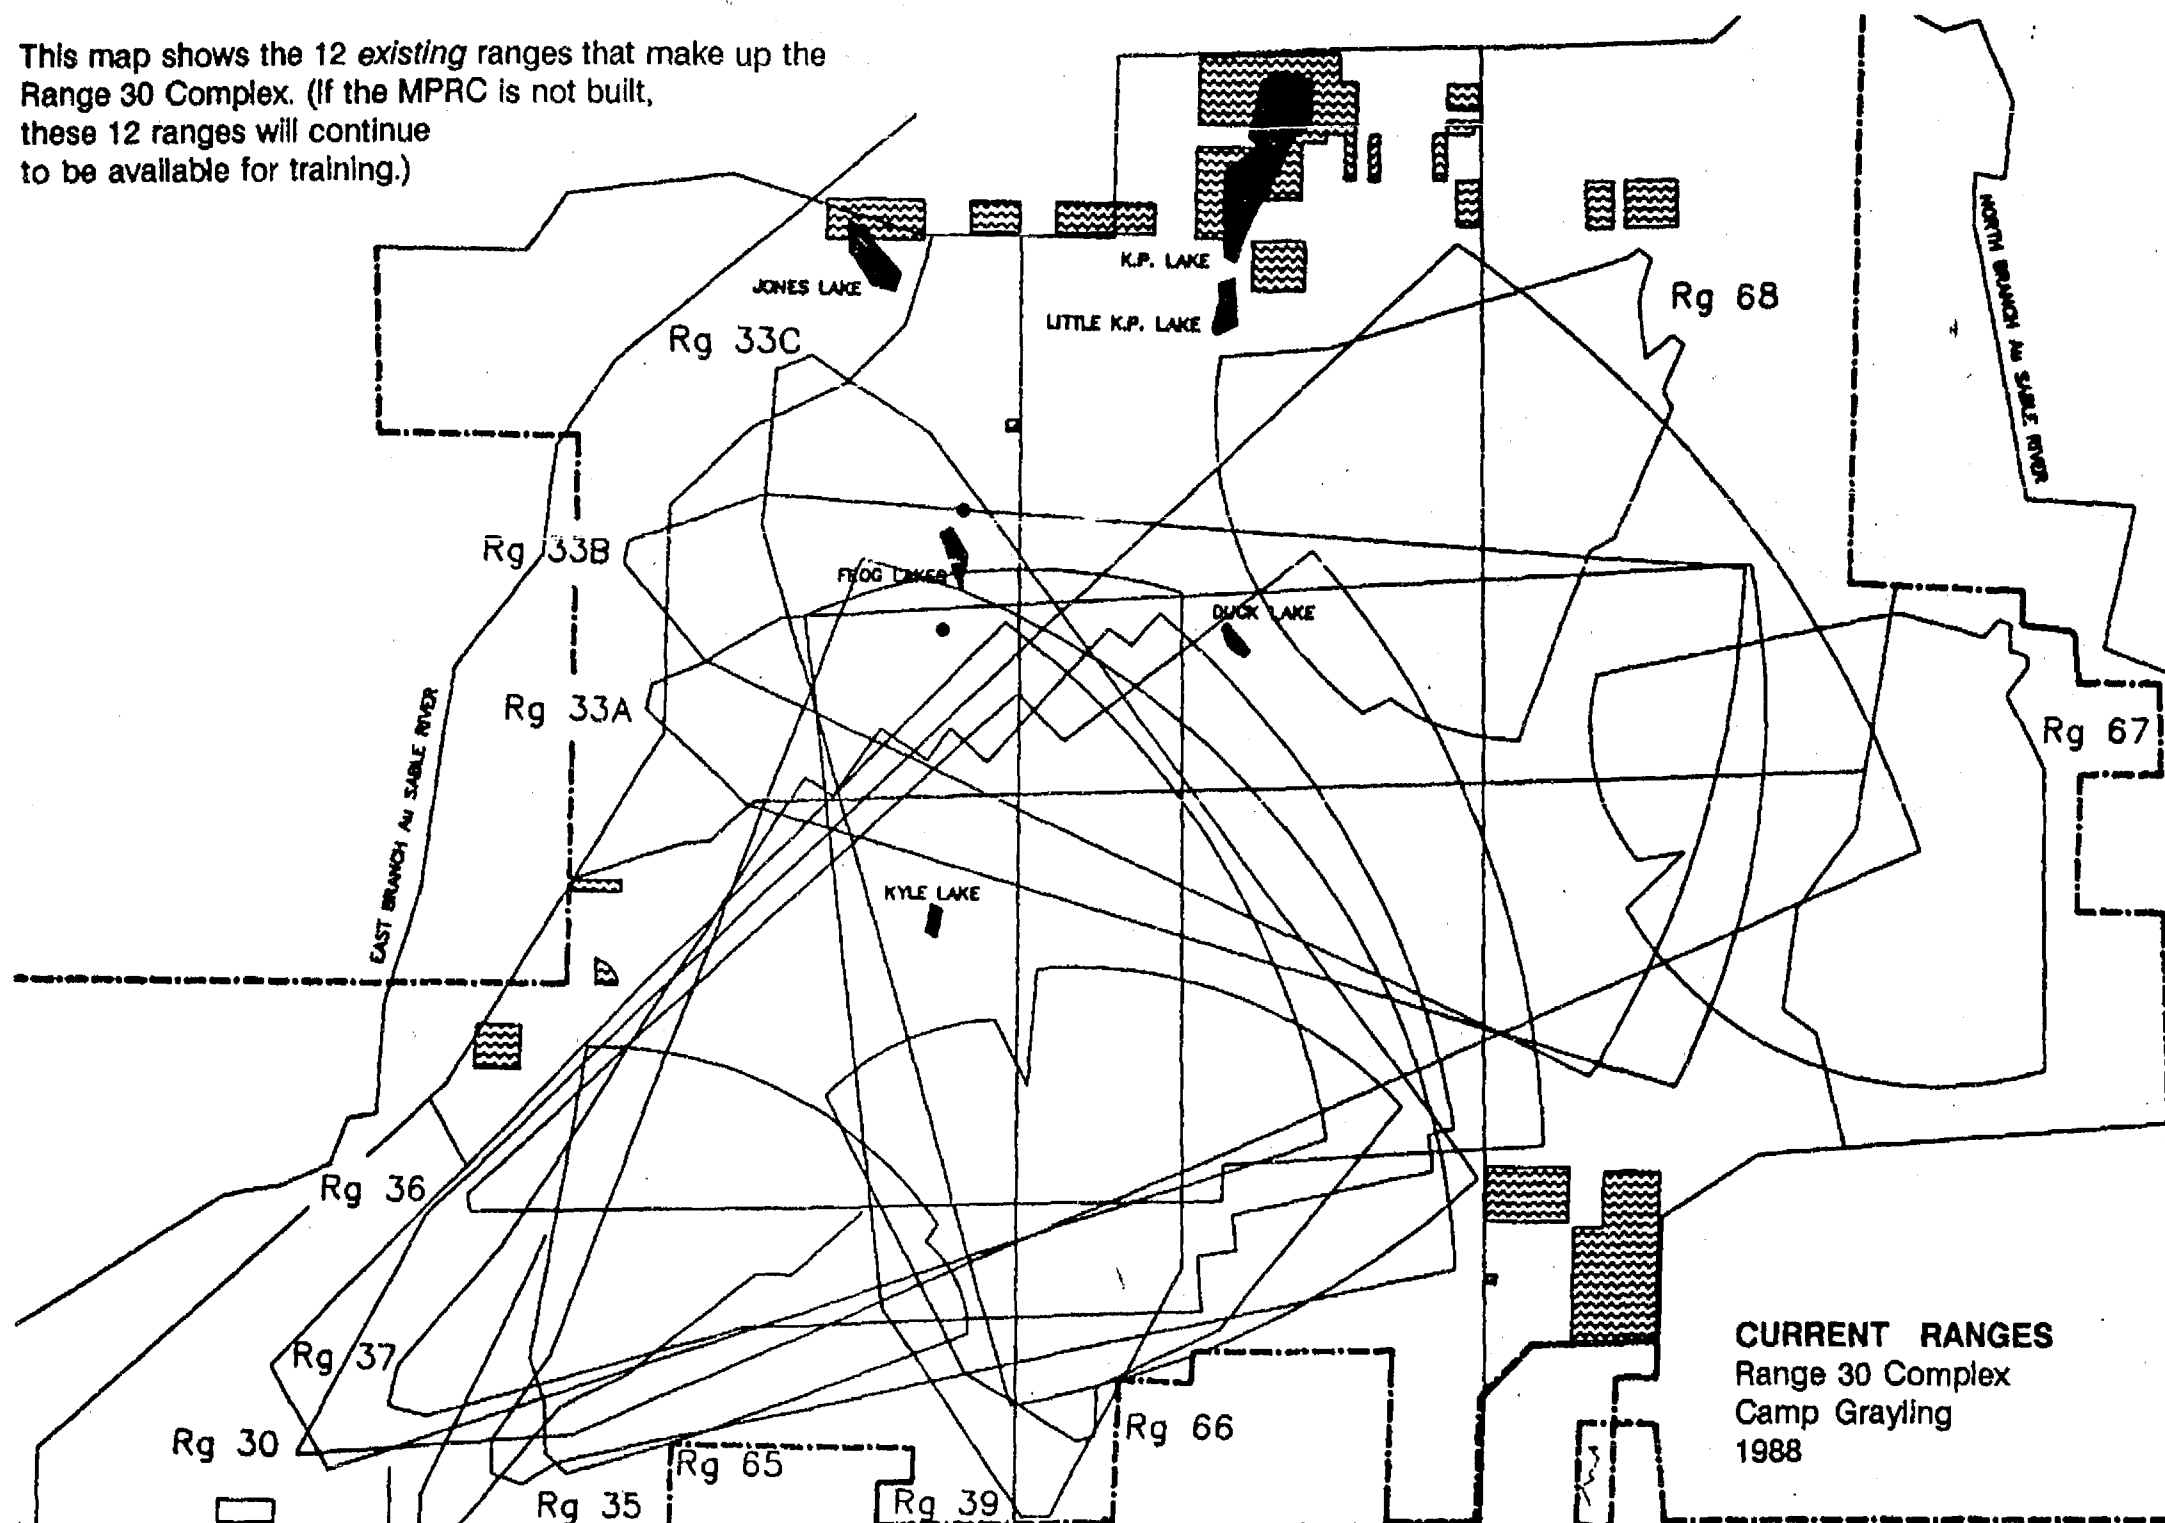 This map shows the 12 existing ranges that make up the
Range 30 Complex. (If the MPRC is not built,
these 12 ranges will continue
to be available for training.)
K.P. LAKE
JONES LAKE
LITTLE K.P. LAKE
Rg 68
Rg 33C
NORTH BRANCH Au SABLE RIVER
Rg 33B
FROG LAKES
DUCK LAKE
Rg 33A
Rg 67
EAST BRANCH Au SABLE RIVER
KYLE LAKE
Rg 36
Rg 37
Rg 30
Rg 66
Rg 65
Rg 35
Rg 39
CURRENT RANGES
Range 30 Complex
Camp Grayling
1988